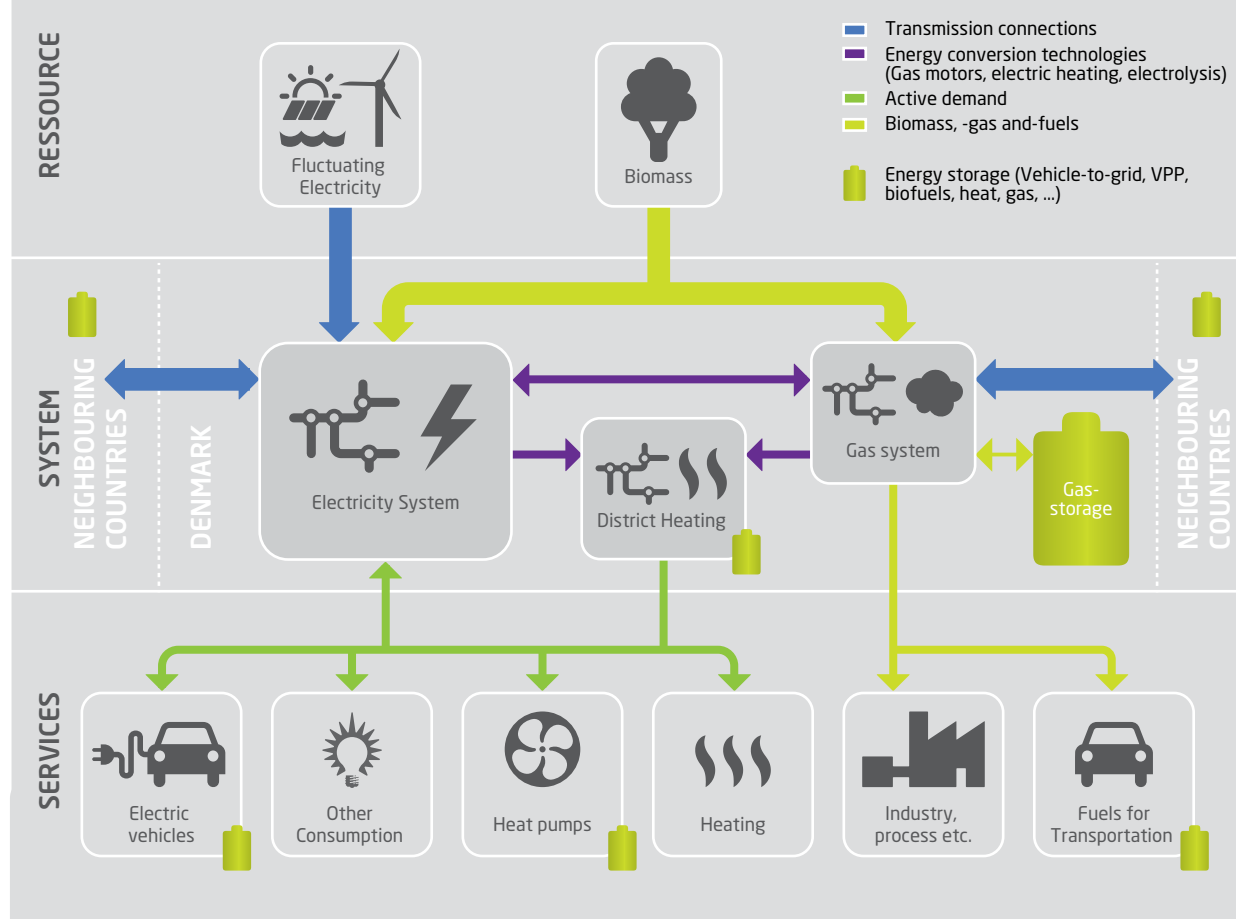 RESSOURCE
Fluctuating
Electricity
Biomass
Transmission connections
Energy conversion technologies
(Gas motors, electric heating, electrolysis)
Active demand
Biomass, -gas and-fuels
Energy storage (Vehicle-to-grid, VPP,
biofuels, heat, gas, ...)
SYSTEM
NEIGHBOURING
COUNTRIES
DENMARK
Electricity System
District Heating
Gas system
Gas-
storage
NEIGHBOURING
COUNTRIES
SERVICES
Electric
vehicles
Other
Consumption
Heat pumps
Heating
Industry,
process etc.
Fuels for
Transportation